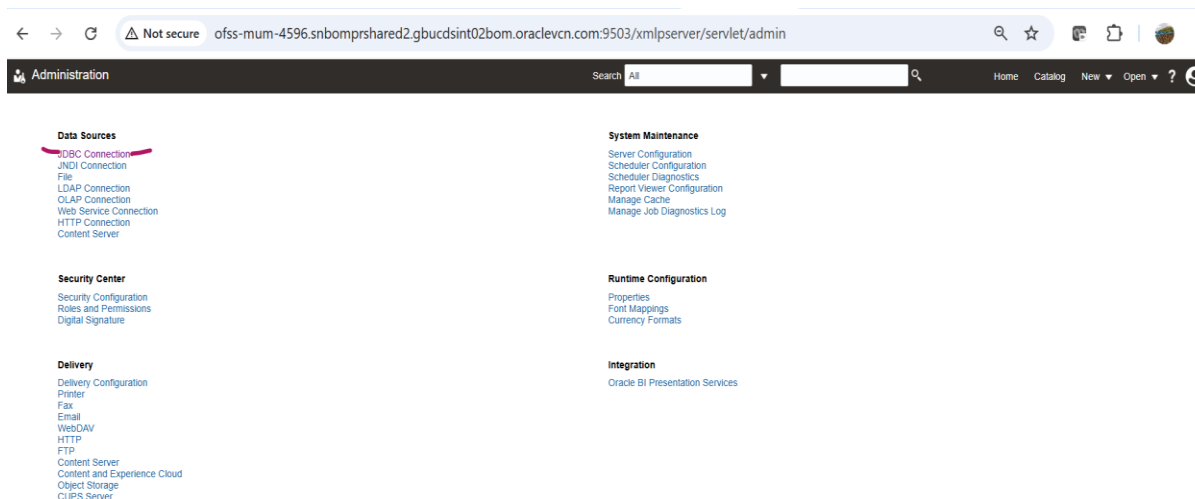 Not secure ofss-mum-4596.snbomprshared2.gbucdsint02bom.oraclevcn.com:9503/xmlpserver/servlet/admin
Administration Search All Home Catalog New Open ?
Data Sources
JDBC Connection
JNDI Connection
File
LDAP Connection
OLAP Connection
Web Service Connection
HTTP Connection
Content Server
System Maintenance
Server Configuration
Scheduler Configuration
Scheduler Diagnostics
Report Viewer Configuration
Manage Cache
Manage Job Diagnostics Log
Security Center
Security Configuration
Roles and Permissions
Digital Signature
Runtime Configuration
Properties
Font Mappings
Currency Formats
Delivery
Delivery Configuration
Printer
Fax
Email
WebDAV
HTTP
FTP
Content Server
Content and Experience Cloud
Object Storage
CUPS Server
Integration
Oracle BI Presentation Services